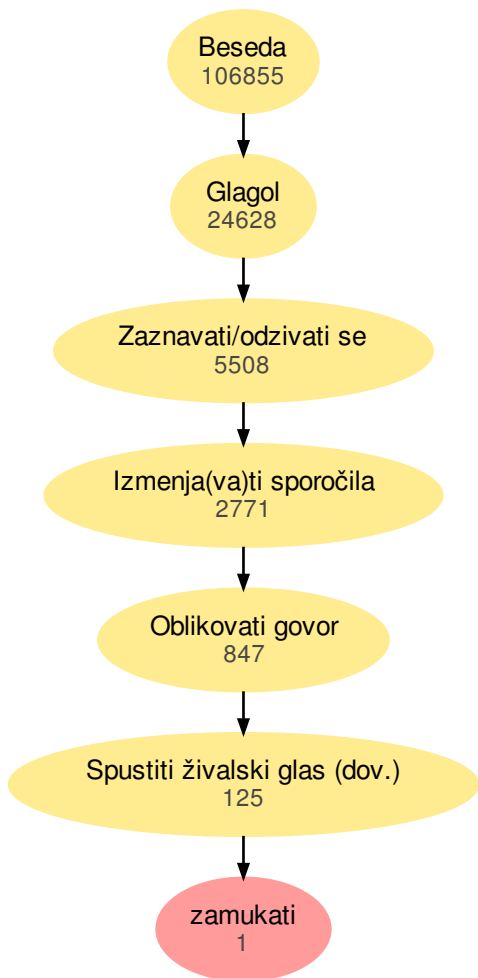 Beseda
106855
Glagol
24628
Zaznavati/odzivati se
5508
Izmenja(va)ti sporočila
2771
Oblikovati govor
847
Spustiti živalski glas (dov.)
125
zamukati
1